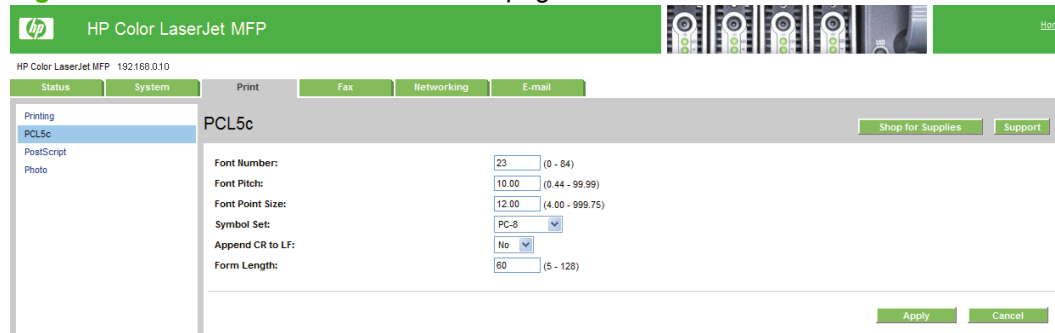 hp HP Color LaserJet MFP
HP Color LaserJet MFP 192.168.0.10
Status System Print Fax Networking E-mail
Printing
PCL5c
PostScript
Photo
PCL5c
Shop for Supplies Support
Font Number: 23 (0 - 84)
Font Pitch: 10.00 (0.44 - 99.99)
Font Point Size: 12.00 (4.00 - 999.75)
Symbol Set: PC-8
Append CR to LF: No
Form Length: 60 (5 - 128)
Apply Cancel